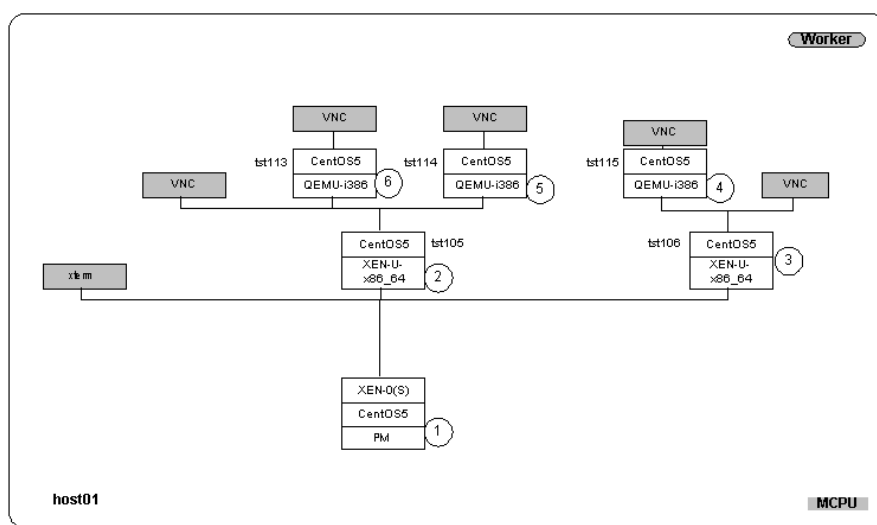 Worker
VNC
VNC
VNC
tst113
CentOS5
tst114
CentOS5
tst115
CentOS5
VNC
QEMU-i386
6
QEMU-i386
5
QEMU-i386
4
VNC
CentOS5
tst105
tst106
CentOS5
XEN-U-
x86_64
2
XEN-U-
x86_64
3
xterm
XEN-0(S)
CentOS5
1
PM
host01
MCPU